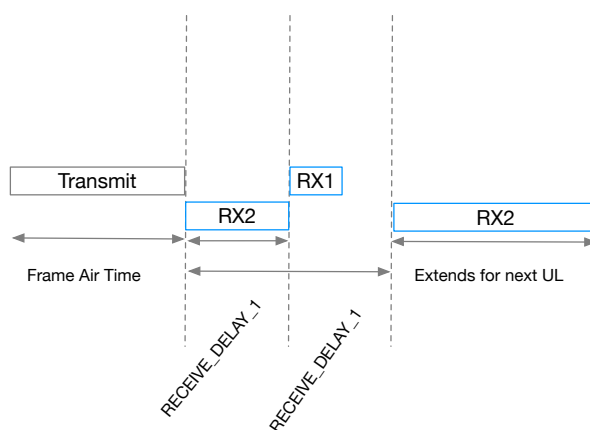 Transmit
RX1
RX2
RX2
Frame Air Time
Extends for next UL
RECEIVE_DELAY_1
RECEIVE_DELAY_1